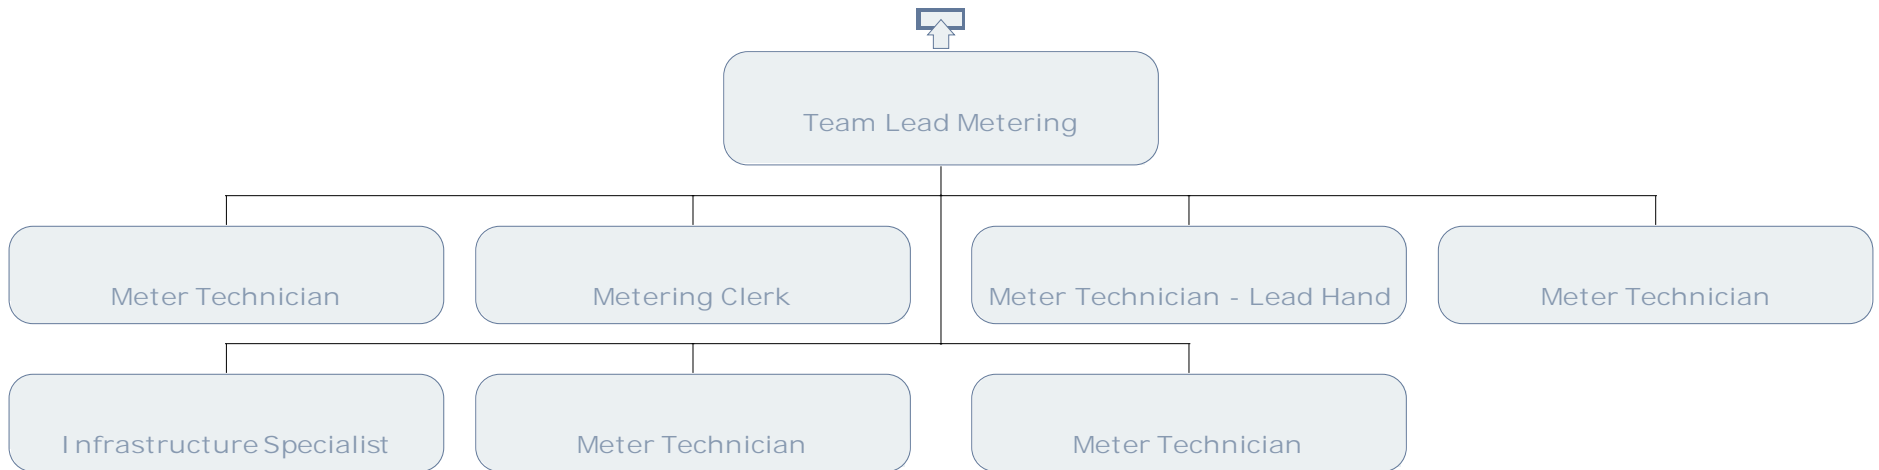 Team Lead Metering
Meter Technician
Metering Clerk
Meter Technician - Lead Hand
Meter Technician
Infrastructure Specialist
Meter Technician
Meter Technician